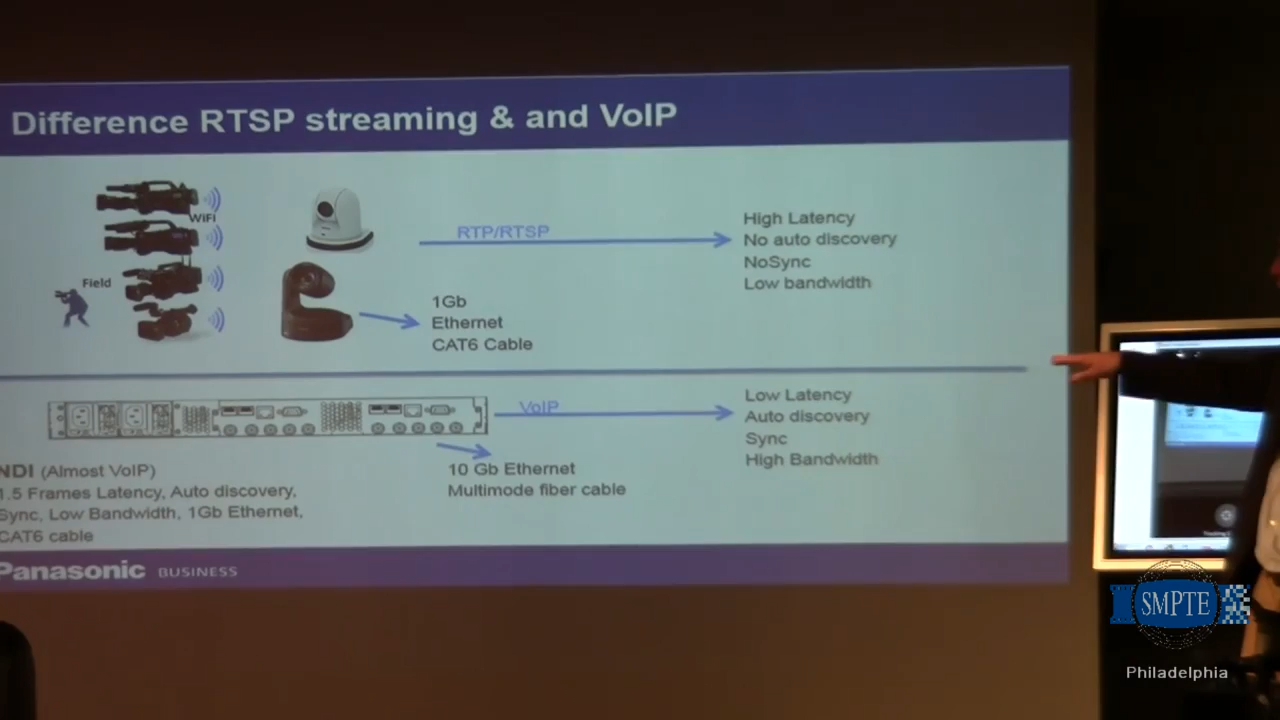 Difference RTSP streaming & and VoIP
WiFi
Field
RTP/RTSP
High Latency
No auto discovery
NoSync
Low bandwidth
1Gb
Ethernet
CAT6 Cable
VoIP
Low Latency
Auto discovery
Sync
High Bandwidth
10 Gb Ethernet
Multimode fiber cable
NDI (Almost VoIP)
1.5 Frames Latency, Auto discovery,
Sync, Low Bandwidth, 1Gb Ethernet,
CAT6 cable
Panasonic BUSINESS
SMPTE
Philadelphia